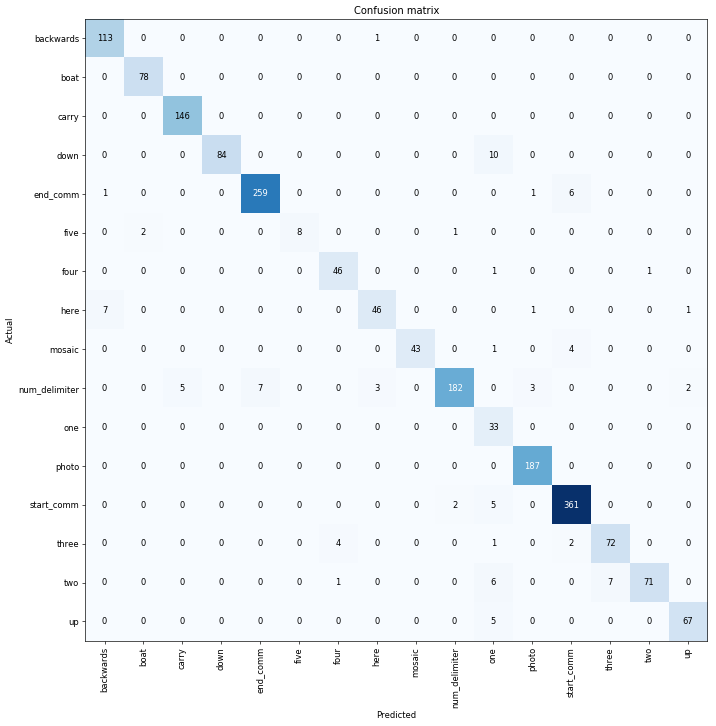 Confusion matrix
Actual
backwards 113 0 0 0 0 0 0 1 0 0 0 0 0 0 0 0
boat 0 78 0 0 0 0 0 0 0 0 0 0 0 0 0 0
carry 0 0 146 0 0 0 0 0 0 0 0 0 0 0 0 0
down 0 0 0 84 0 0 0 0 0 0 10 0 0 0 0 0
end_comm 1 0 0 0 259 0 0 0 0 0 0 1 6 0 0 0
five 0 2 0 0 0 8 0 0 0 1 0 0 0 0 0 0
four 0 0 0 0 0 0 46 0 0 0 1 0 0 0 1 0
here 7 0 0 0 0 0 0 46 0 0 0 1 0 0 0 1
mosaic 0 0 0 0 0 0 0 0 43 0 1 0 4 0 0 0
num_delimiter 0 0 5 0 7 0 0 3 0 182 0 3 0 0 0 2
one 0 0 0 0 0 0 0 0 0 0 33 0 0 0 0 0
photo 0 0 0 0 0 0 0 0 0 0 0 187 0 0 0 0
start_comm 0 0 0 0 0 0 0 0 0 2 5 0 361 0 0 0
three 0 0 0 0 0 0 4 0 0 0 1 0 2 72 0 0
two 0 0 0 0 0 0 1 0 0 0 6 0 0 7 71 0
up 0 0 0 0 0 0 0 0 0 0 5 0 0 0 0 67
backwards boat carry down end_comm five four here mosaic num_delimiter one photo start_comm three two up
Predicted